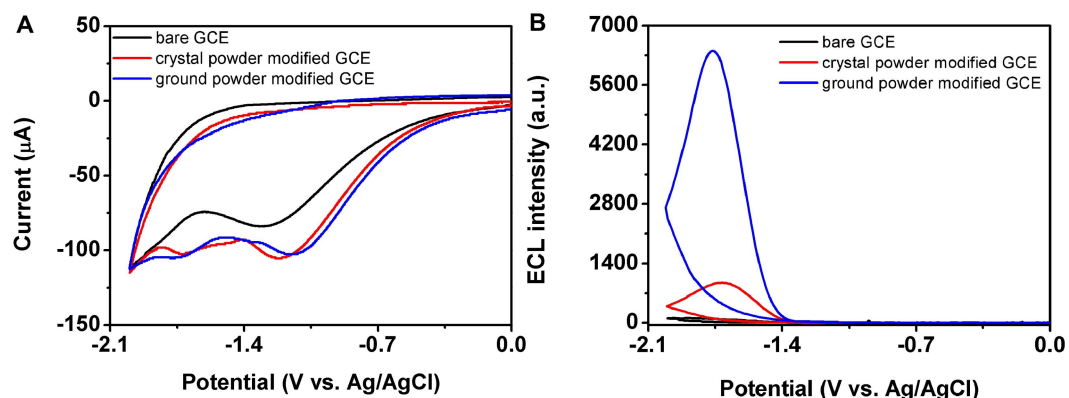 A
50
0
-50
-100
-150
Current (μA)
bare GCE
crystal powder modified GCE
ground powder modified GCE
-2.1
-1.4
-0.7
0.0
Potential (V vs. Ag/AgCl)
B
7000
5600
4200
2800
1400
0
ECL intensity (a.u.)
bare GCE
crystal powder modified GCE
ground powder modified GCE
-2.1
-1.4
-0.7
0.0
Potential (V vs. Ag/AgCl)